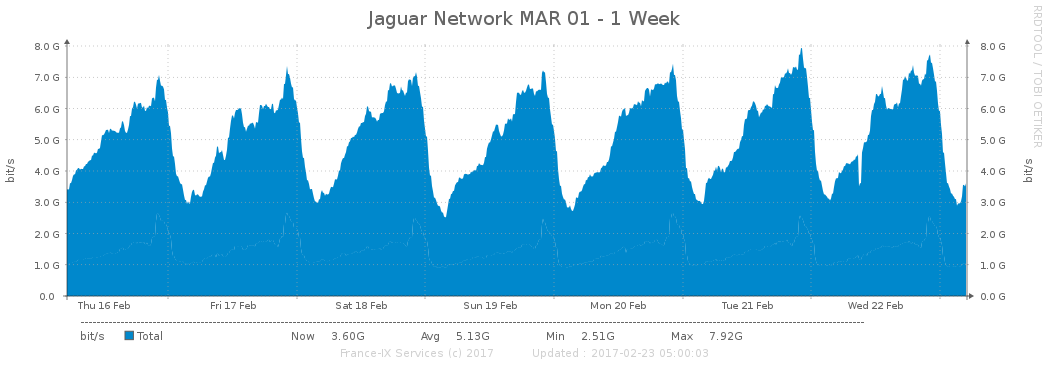 Jaguar Network MAR 01 - 1 Week
RRDTOOL / TOBI OETIKER
8.0 G 8.0 G
7.0 G 7.0 G
6.0 G 6.0 G
5.0 G 5.0 G
4.0 G 4.0 G
3.0 G 3.0 G
2.0 G 2.0 G
1.0 G 1.0 G
0.0 0.0 G
bit/s
bit/s
Thu 16 Feb Fri 17 Feb Sat 18 Feb Sun 19 Feb Mon 20 Feb Tue 21 Feb Wed 22 Feb
bit/s Total Now 3.60G Avg 5.13G Min 2.51G Max 7.92G
France-IX Services (c) 2017 Updated : 2017-02-23 05:00:03